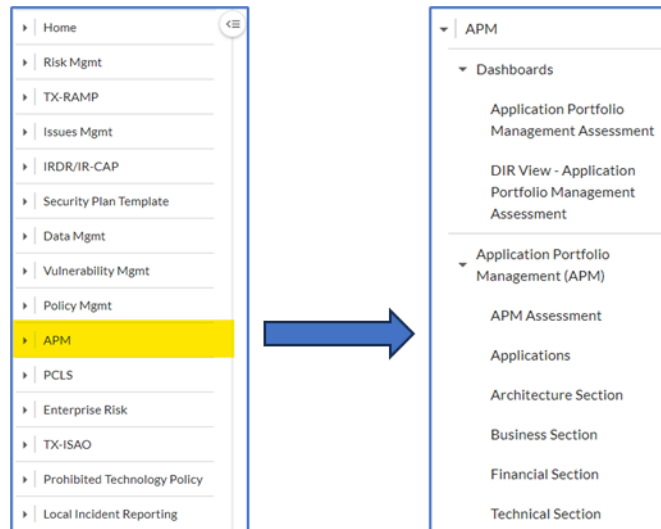 Home
Risk Mgmt
TX-RAMP
Issues Mgmt
IRDR/IR-CAP
Security Plan Template
Data Mgmt
Vulnerability Mgmt
Policy Mgmt
APM
PCLS
Enterprise Risk
TX-ISAO
Prohibited Technology Policy
Local Incident Reporting
APM
Dashboards
Application Portfolio
Management Assessment
DIR View - Application
Portfolio Management
Assessment
Application Portfolio
Management (APM)
APM Assessment
Applications
Architecture Section
Business Section
Financial Section
Technical Section